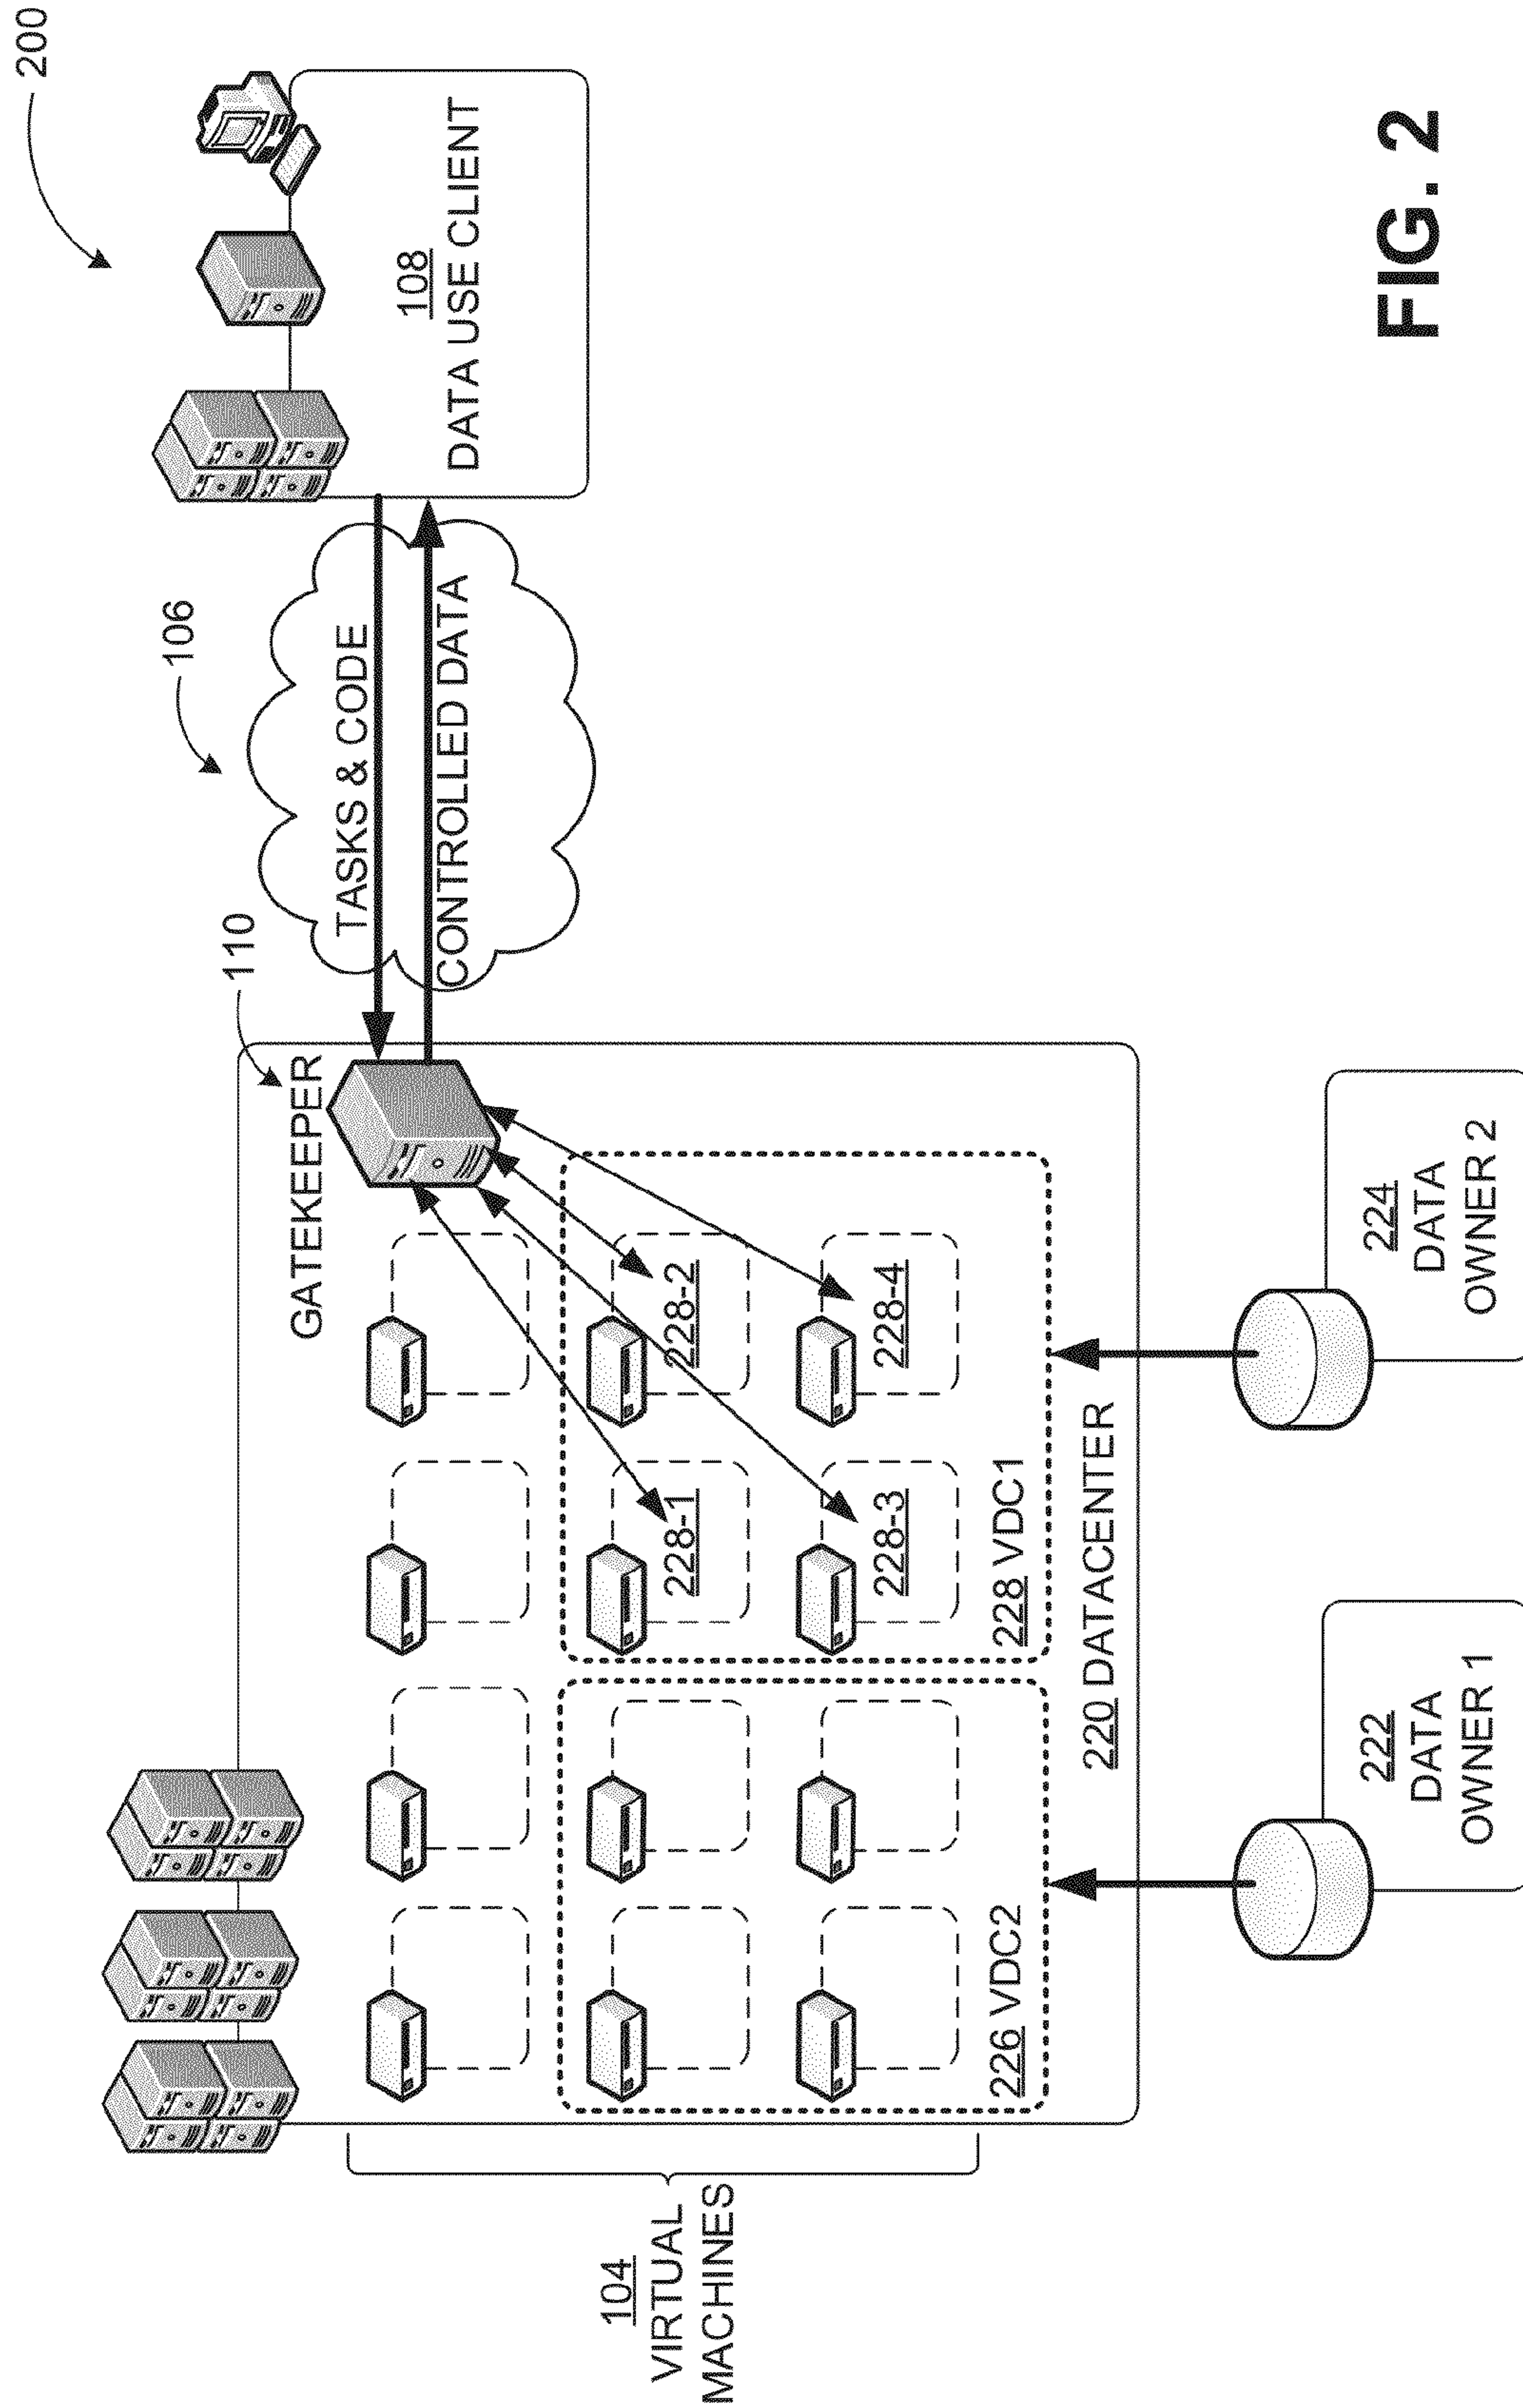 200
106
110
GATEKEEPER
TASKS & CODE
CONTROLLED DATA
108
DATA USE CLIENT
104
VIRTUAL
MACHINES
228-1
228-2
228-3
228-4
226 VDC2
228 VDC1
220 DATACENTER
222
DATA
OWNER 1
224
DATA
OWNER 2
FIG. 2